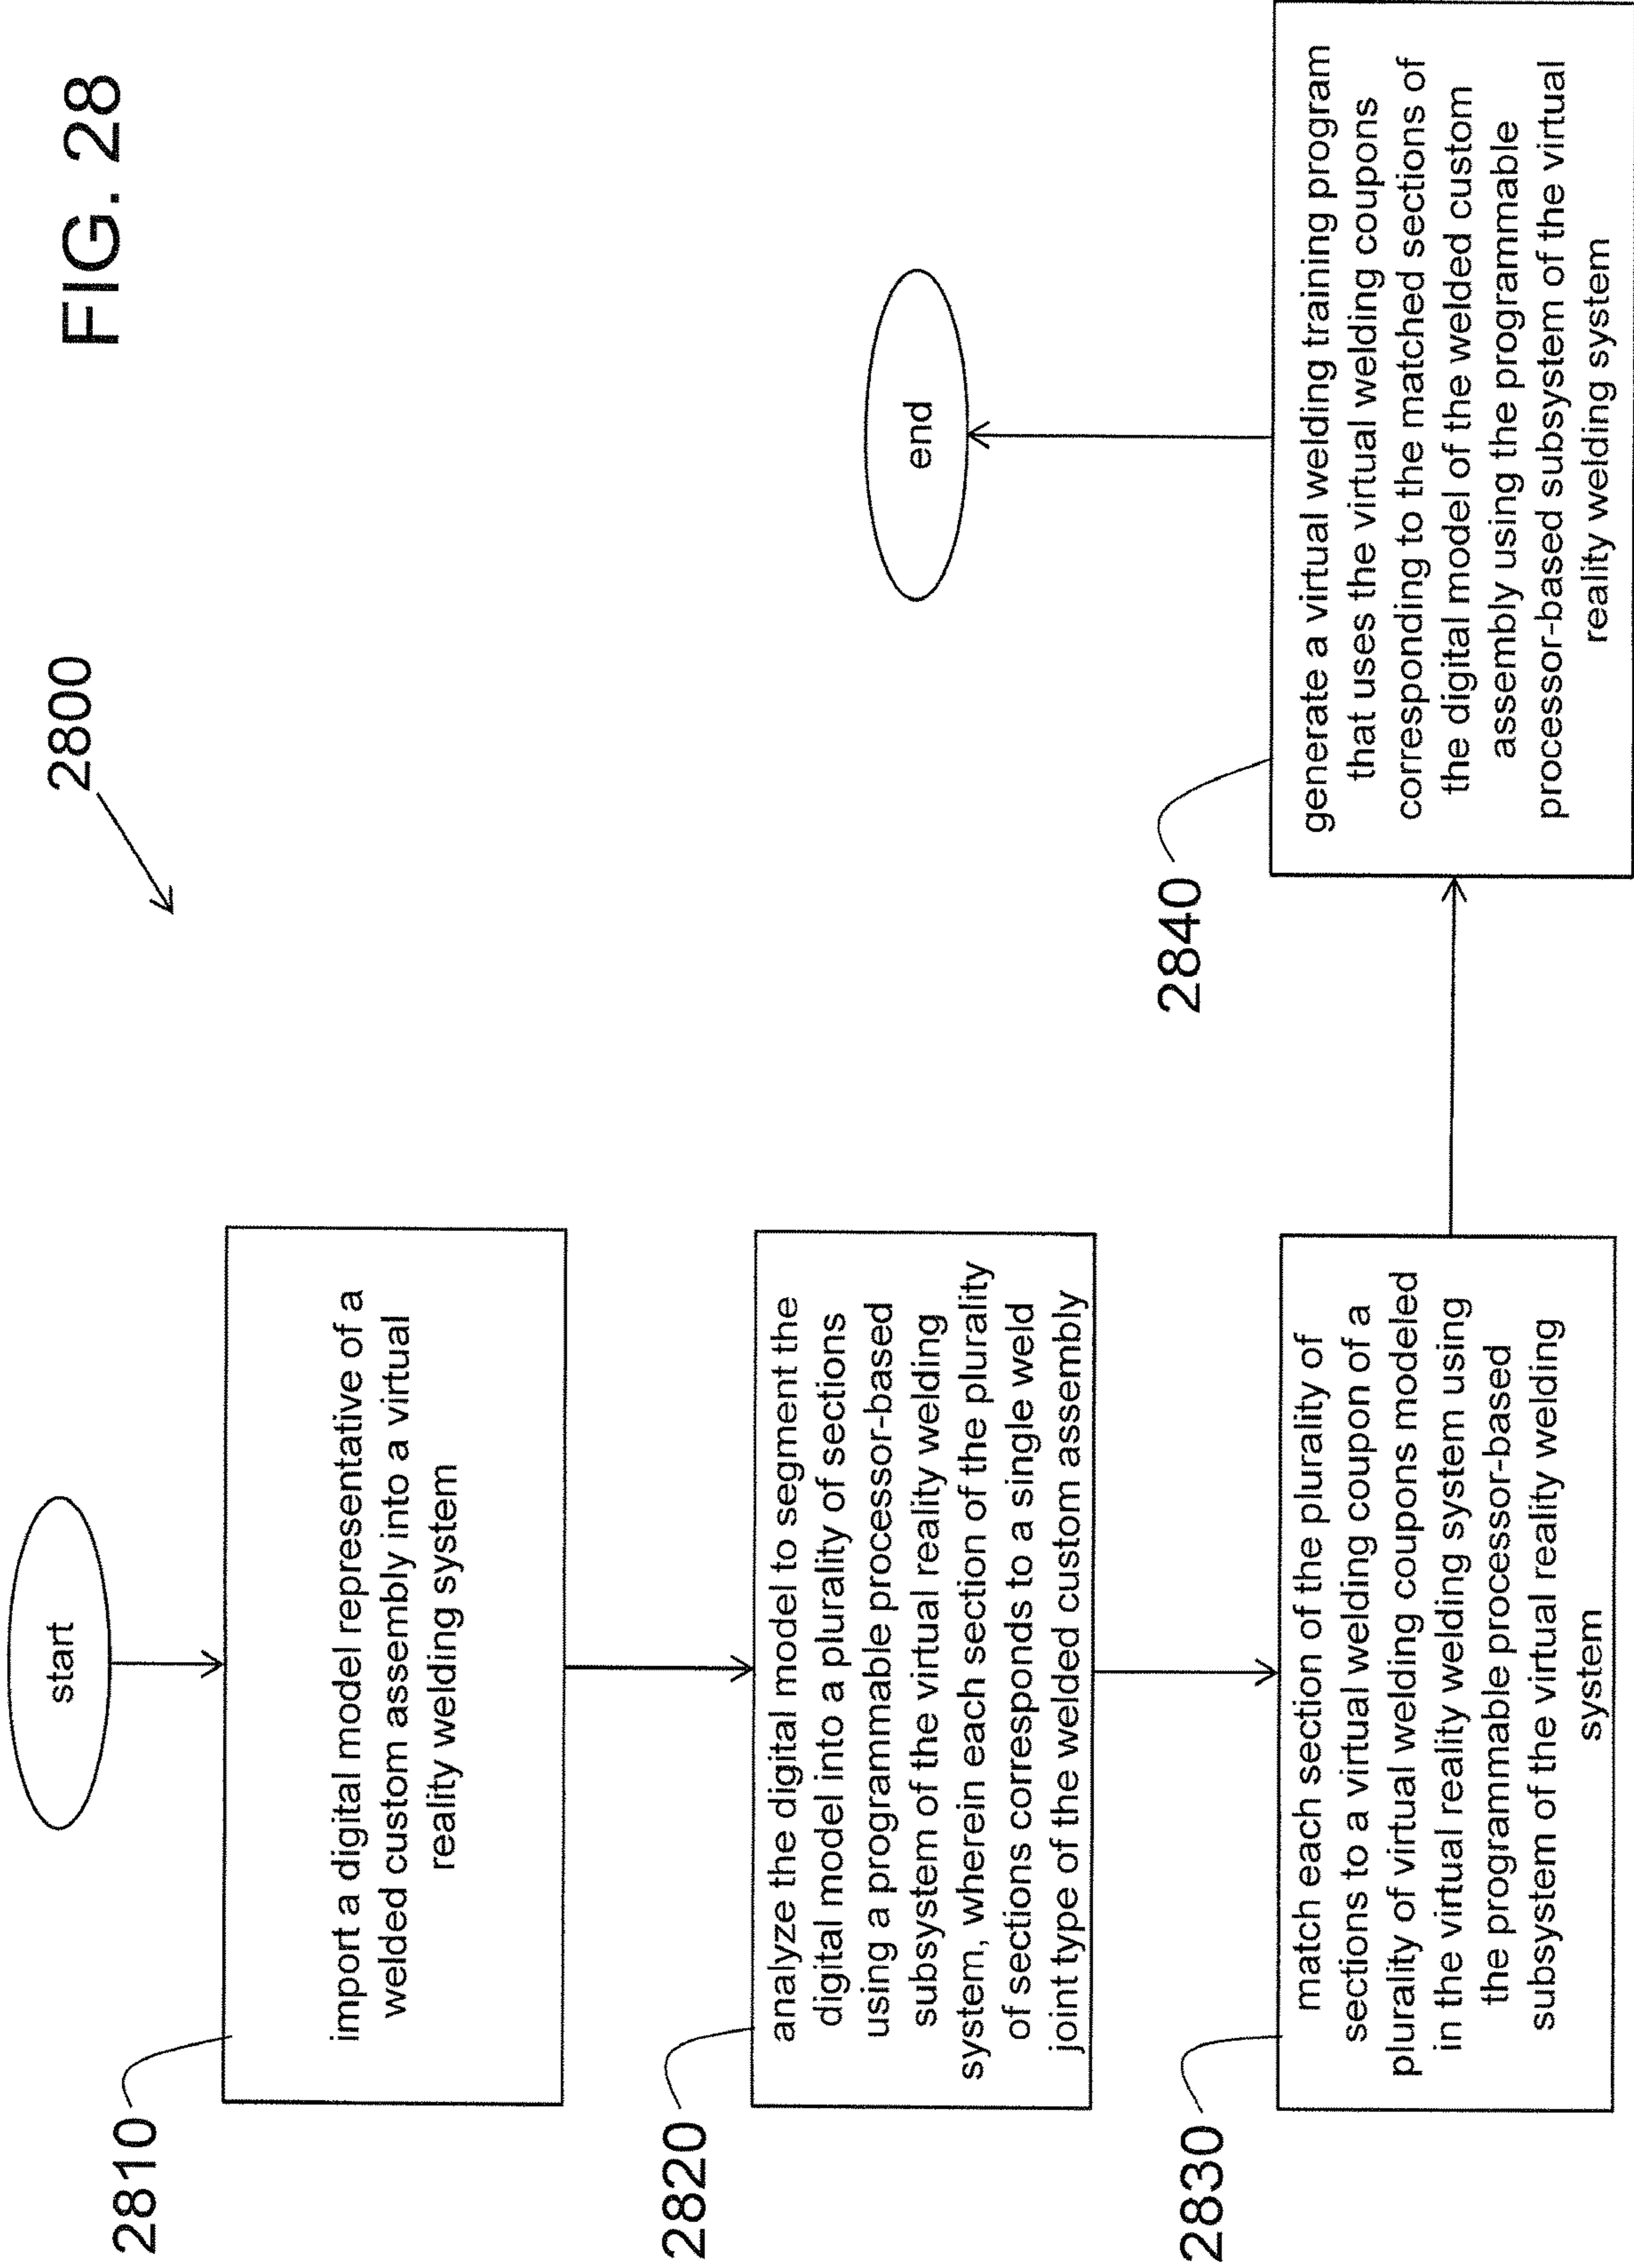 FIG. 28
2800
start
2810
import a digital model representative of a
welded custom assembly into a virtual
reality welding system
2820
analyze the digital model to segment the
digital model into a plurality of sections
using a programmable processor-based
subsystem of the virtual reality welding
system, wherein each section of the plurality
of sections corresponds to a single weld
joint type of the welded custom assembly
2830
match each section of the plurality of
sections to a virtual welding coupon of a
plurality of virtual welding coupons modeled
in the virtual reality welding system using
the programmable processor-based
subsystem of the virtual reality welding
system
2840
generate a virtual welding training program
that uses the virtual welding coupons
corresponding to the matched sections of
the digital model of the welded custom
assembly using the programmable
processor-based subsystem of the virtual
reality welding system
end